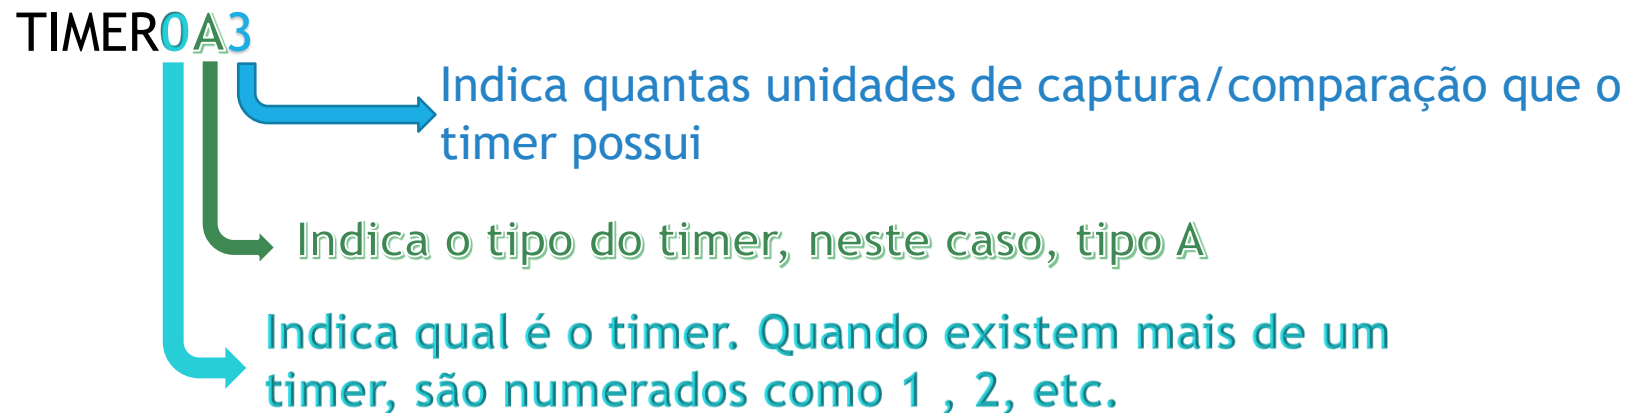 TIMER0A3
Indica quantas unidades de captura/comparação que o
timer possui
Indica o tipo do timer, neste caso, tipo A
Indica qual é o timer. Quando existem mais de um
timer, são numerados como 1 , 2, etc.